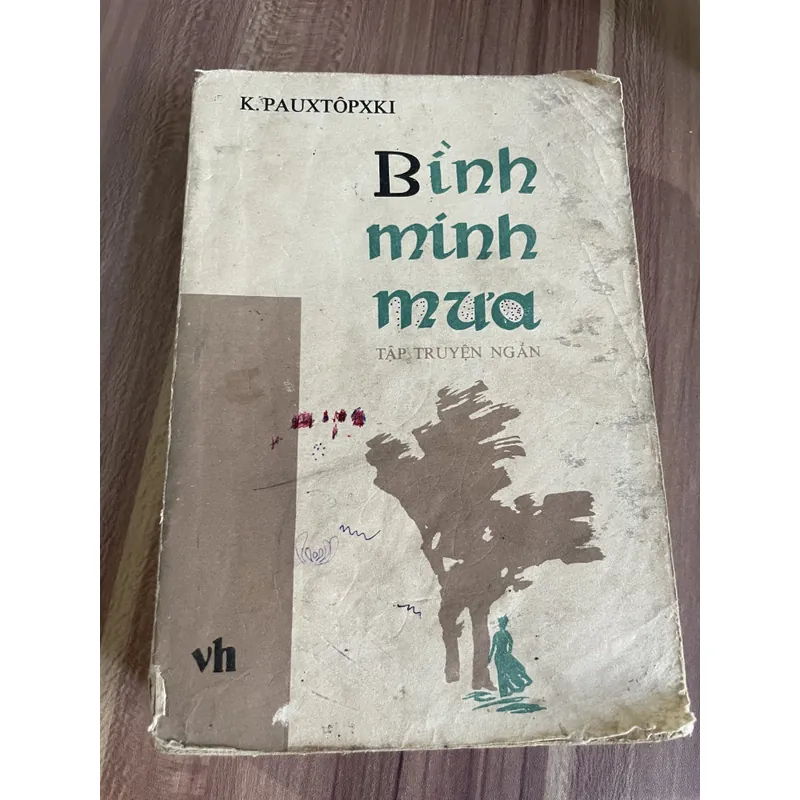 K. PAUXTÔPXKI
Bình
minh
mưa
TẬP TRUYỆN NGẮN
vh